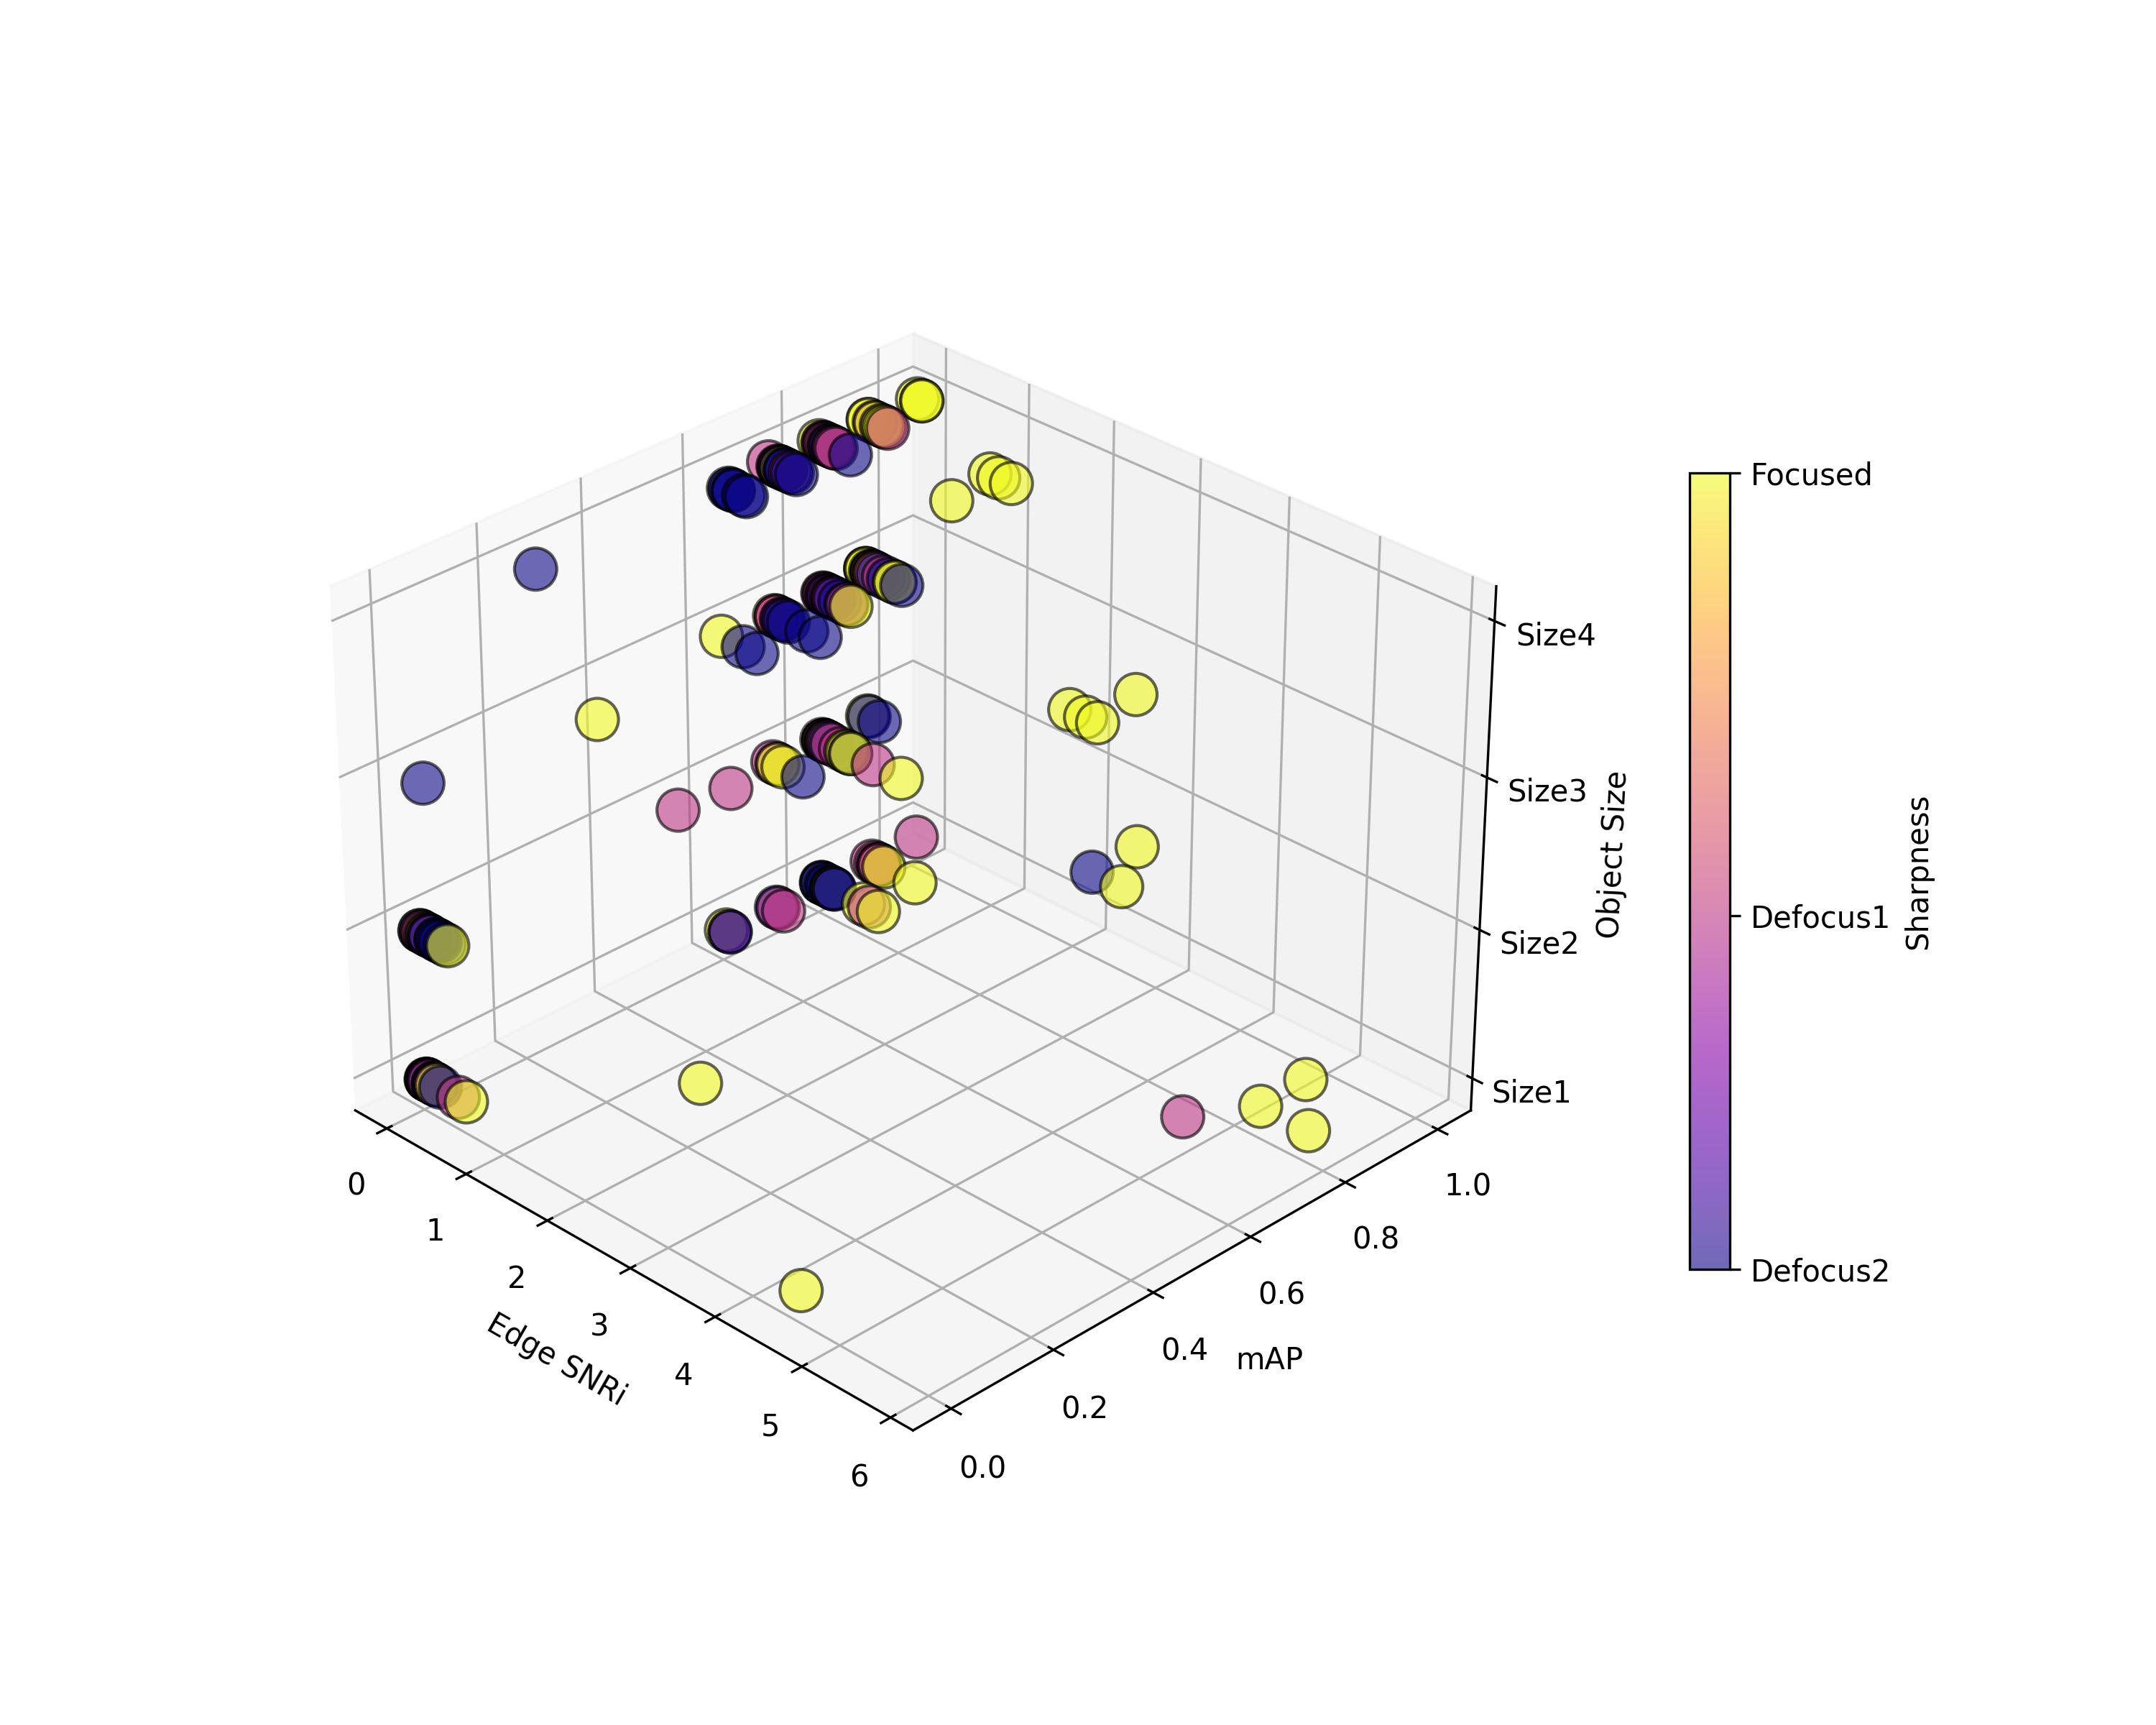 Focused
Size4
Size3
Object Size
Sharpness
Defocus1
Size2
Size1
0
1.0
1
0.8
Defocus2
2
0.6
3
Edge SNRi
0.4
mAP
4
0.2
5
0.0
6